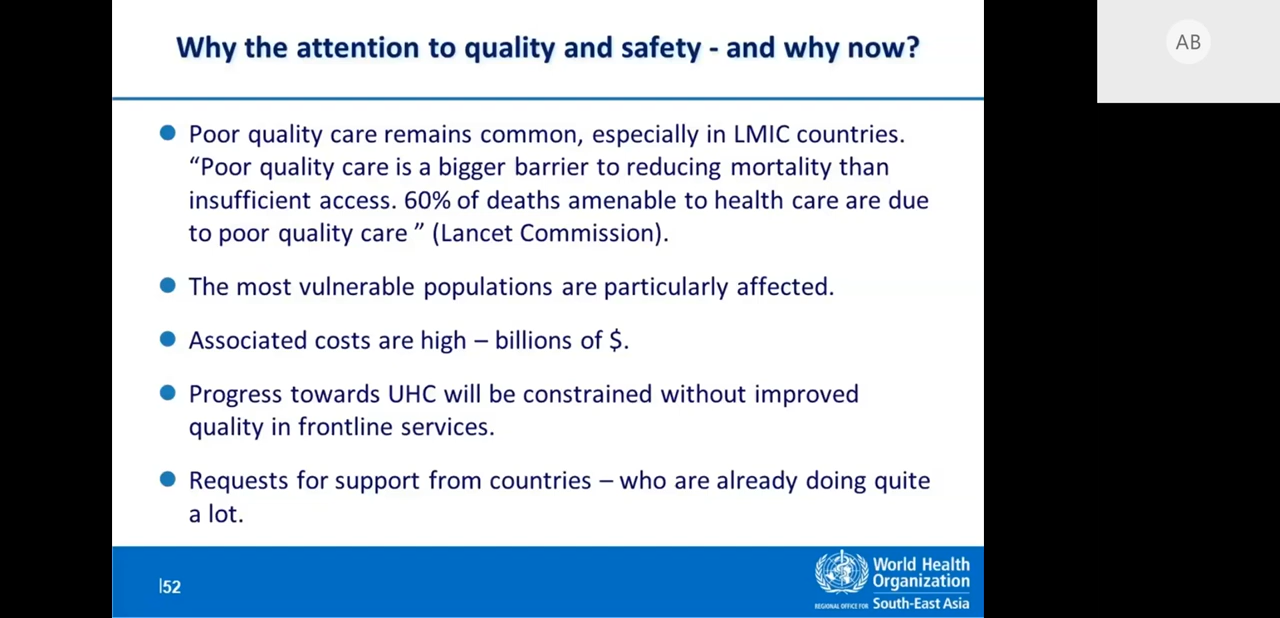 Why the attention to quality and safety - and why now?
AB
Poor quality care remains common, especially in LMIC countries.
“Poor quality care is a bigger barrier to reducing mortality than
insufficient access. 60% of deaths amenable to health care are due
to poor quality care ” (Lancet Commission).
The most vulnerable populations are particularly affected.
Associated costs are high – billions of $.
Progress towards UHC will be constrained without improved
quality in frontline services.
Requests for support from countries – who are already doing quite
a lot.
|52
World Health
Organization
REGIONAL OFFICE FOR South-East Asia